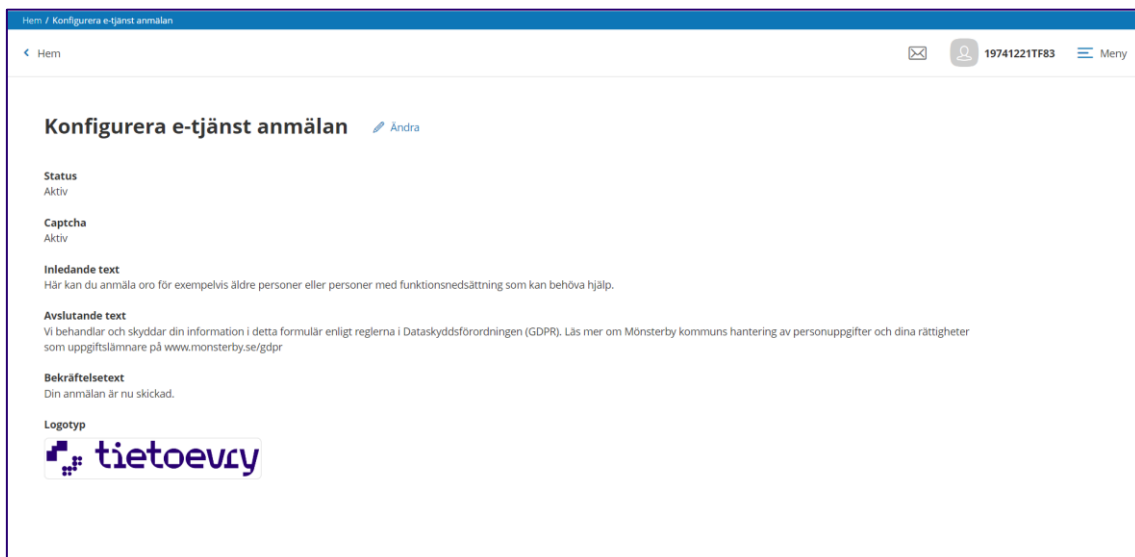 Hem / Konfigurera e-tjänst anmälan
Hem
19741221TF83
Meny
Konfigurera e-tjänst anmälan
Ändra
Status
Aktiv
Captcha
Aktiv
Inledande text
Här kan du anmäla oro för exempelvis äldre personer eller personer med funktionsnedsättning som kan behöva hjälp.
Avslutande text
Vi behandlar och skyddar din information i detta formulär enligt reglerna i Dataskyddsförordningen (GDPR). Läs mer om Mönsterby kommuns hantering av personuppgifter och dina rättigheter
som uppgiftslämnare på www.monsterby.se/gdpr
Bekräftelsetext
Din anmälan är nu skickad.
Logotyp
tietoevry